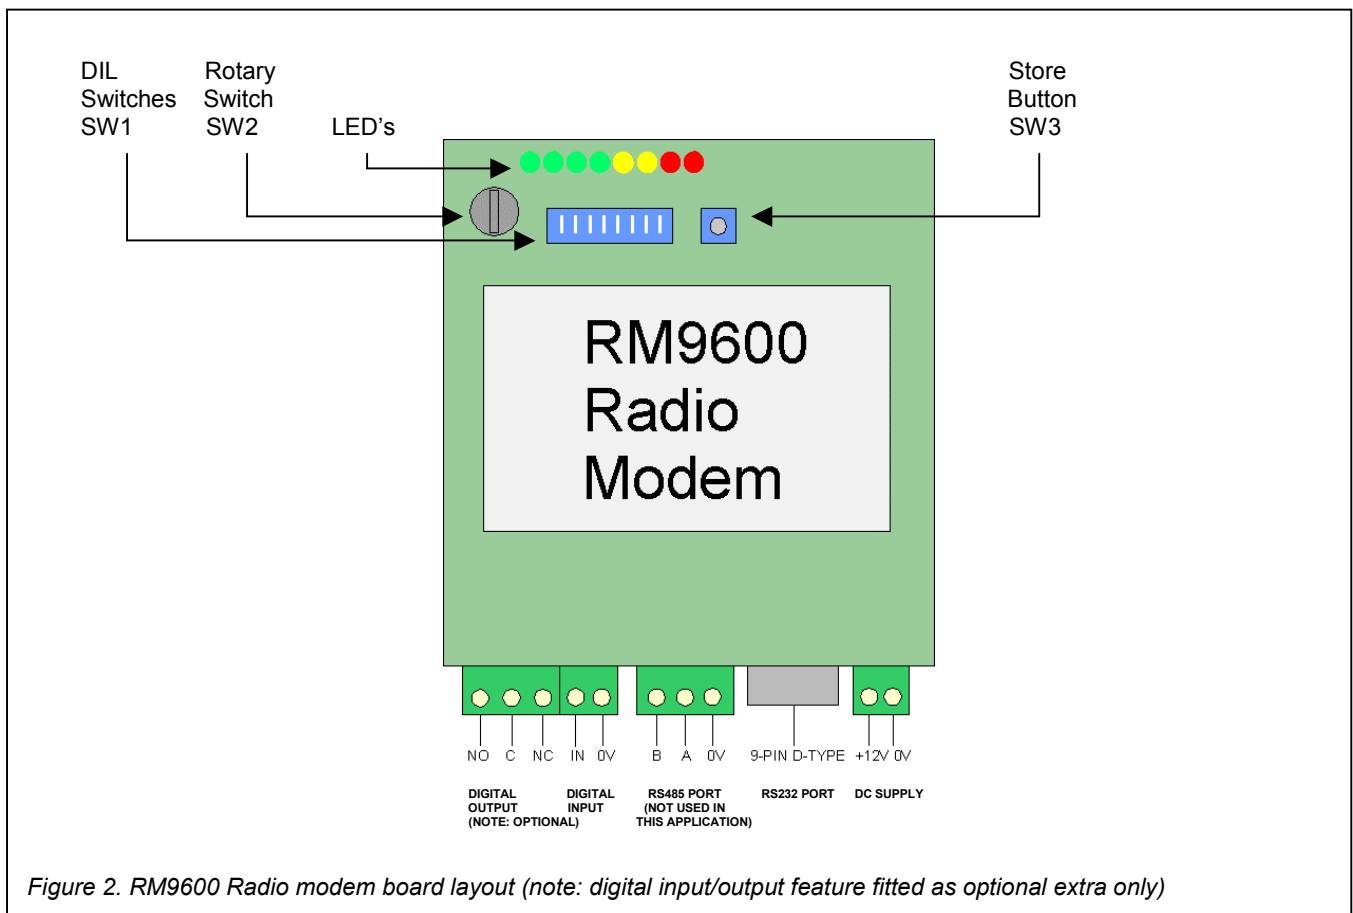 DIL
Switches
SW1
Rotary
Switch
SW2
LED's
Store
Button
SW3
RM9600
Radio
Modem
NO C NC IN 0V B A 0V 9-PIN D-TYPE +12V 0V
DIGITAL
OUTPUT
(NOTE: OPTIONAL)
DIGITAL
INPUT
RS485 PORT
(NOT USED IN
THIS APPLICATION)
RS232 PORT
DC SUPPLY
Figure 2. RM9600 Radio modem board layout (note: digital input/output feature fitted as optional extra only)